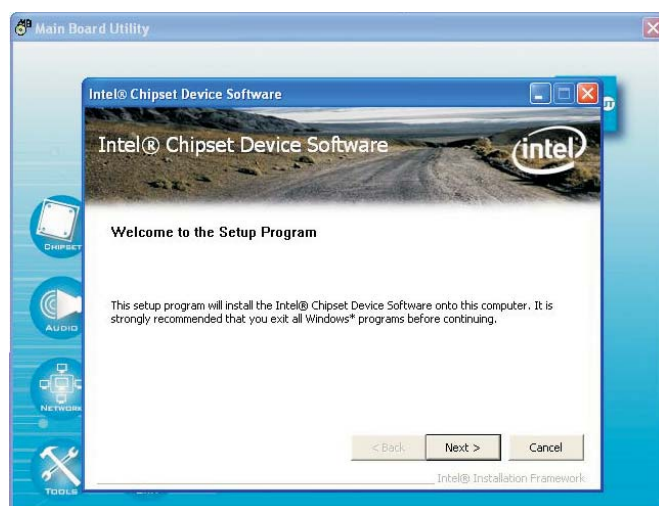 Main Board Utility
Intel® Chipset Device Software
Intel® Chipset Device Software
intel
Welcome to the Setup Program
CHIPSET
This setup program will install the Intel® Chipset Device Software onto this computer. It is
strongly recommended that you exit all Windows* programs before continuing.
AUDIO
NETWORK
< Back
Next >
Cancel
Intel® Installation Framework
TOOLS